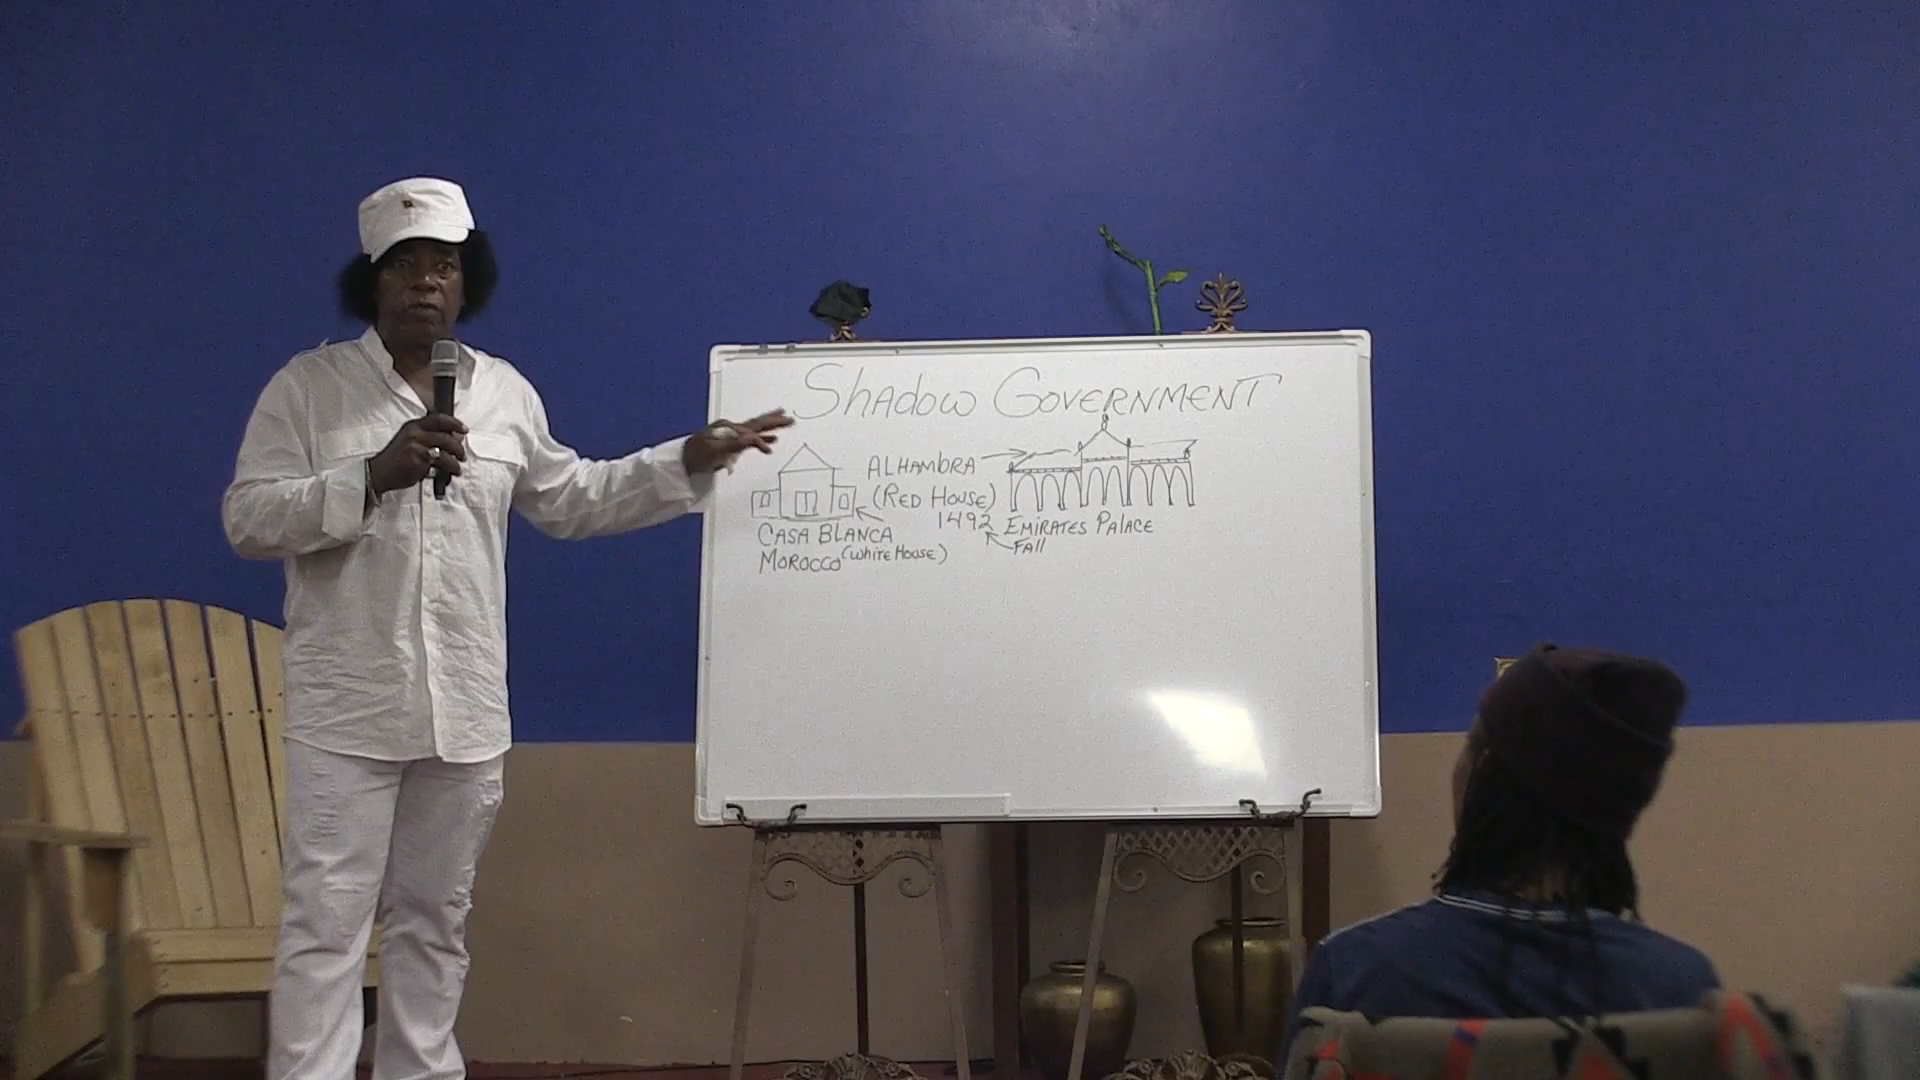 Shadow Government
ALHAMBRA
(RED HOUSE)
1492
CASA BLANCA
MOROCCO (WHITE HOUSE)
EMIRATES PALACE
Fall